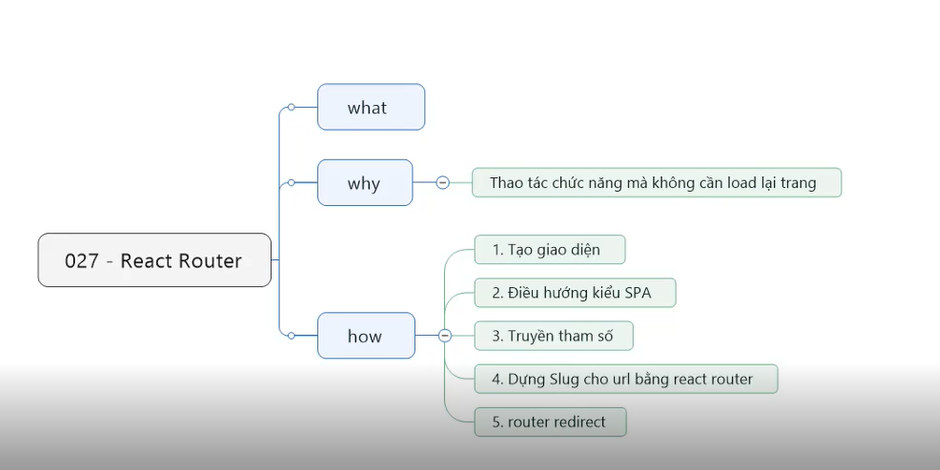 027 - React Router
what
why
Thao tác chức năng mà không cần load lại trang
how
1. Tạo giao diện
2. Điều hướng kiểu SPA
3. Truyền tham số
4. Dựng Slug cho url bằng react router
5. router redirect